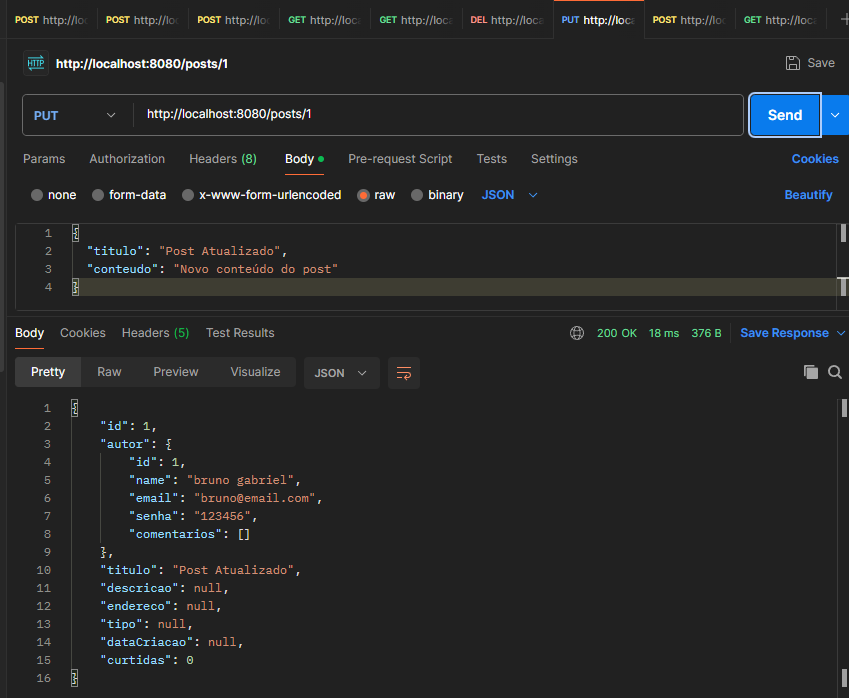 POST http://loc POST http://loc POST http://loc GET http://loca GET http://loca DEL http://loca PUT http://loca POST http://loc GET http://loca +
HTTP http://localhost:8080/posts/1 Save
PUT http://localhost:8080/posts/1 Send
Params Authorization Headers (8) Body Pre-request Script Tests Settings Cookies
none form-data x-www-form-urlencoded raw binary JSON Beautify
1 {
2 "titulo": "Post Atualizado",
3 "conteudo": "Novo conteúdo do post"
4 }
Body Cookies Headers (5) Test Results 200 OK 18 ms 376 B Save Response
Pretty Raw Preview Visualize JSON
1 {
2 "id": 1,
3 "autor": {
4 "id": 1,
5 "name": "bruno gabriel",
6 "email": "bruno@email.com",
7 "senha": "123456",
8 "comentarios": []
9 },
10 "titulo": "Post Atualizado",
11 "descricao": null,
12 "endereco": null,
13 "tipo": null,
14 "dataCriacao": null,
15 "curtidas": 0
16 }